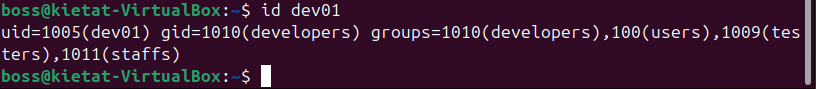 boss@kietat-VirtualBox:~$ id dev01
uid=1005(dev01) gid=1010(developers) groups=1010(developers),100(users),1009(tes
ters),1011(staffs)
boss@kietat-VirtualBox:~$